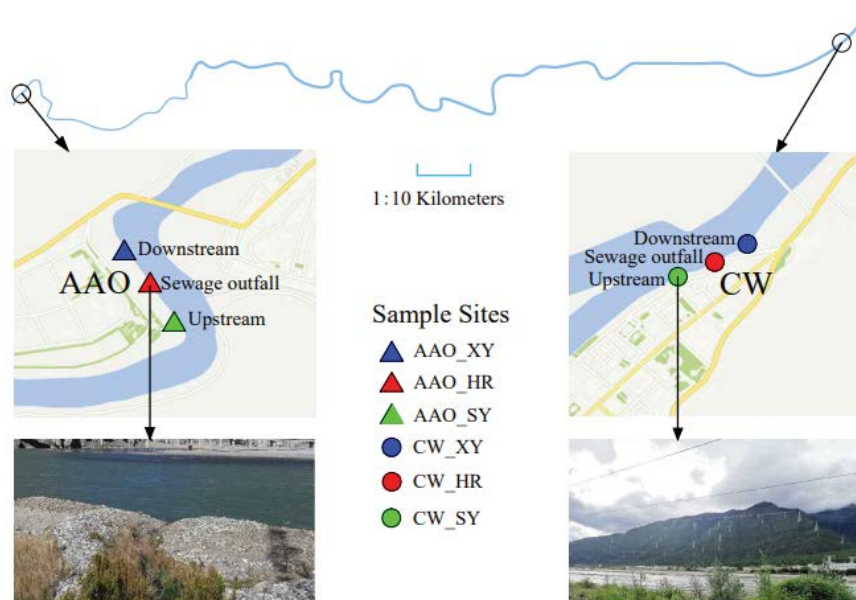 1:10 Kilometers
Downstream
AAO
Sewage outfall
Upstream
Downstream
Sewage outfall
Upstream
CW
Sample Sites
AAO_XY
AAO_HR
AAO_SY
CW_XY
CW_HR
CW_SY